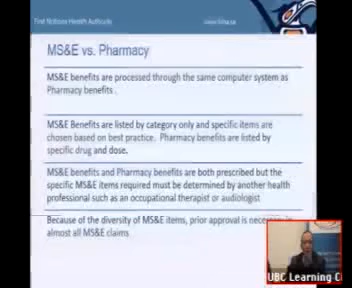 First Nations Health Authority
www.fnha.ca
MS&E vs. Pharmacy
MS&E benefits are processed through the same computer system as
Pharmacy benefits .
MS&E Benefits are listed by category only and specific items are
chosen based on best practice. Pharmacy benefits are listed by
specific drug and dose.
MS&E benefits and Pharmacy benefits are both prescribed but the
specific MS&E items required must be determined by another health
professional such as an occupational therapist or audiologist
Because of the diversity of MS&E items, prior approval is necessary
almost all MS&E claims
UBC Learning C